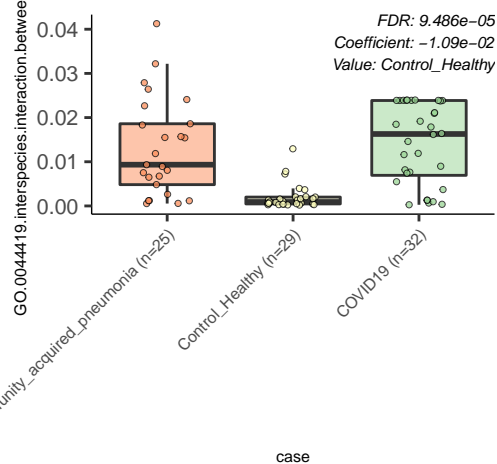 FDR: 9.486e−05
Coefficient: −1.09e−02
Value: Control_Healthy
GO.0044419.interspecies.interaction.betwee
0.04
0.03
0.02
0.01
0.00
unity_acquired_pneumonia (n=25)
Control_Healthy (n=29)
COVID19 (n=32)
case